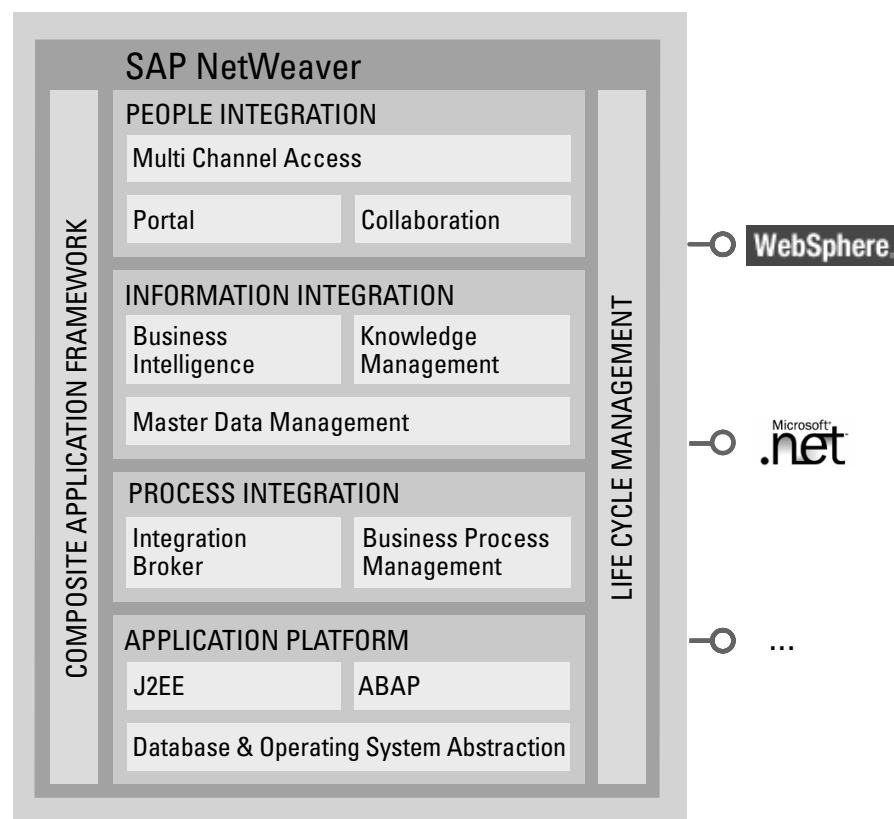 SAP NetWeaver
COMPOSITE APPLICATION FRAMEWORK
PEOPLE INTEGRATION
Multi Channel Access
Portal
Collaboration
INFORMATION INTEGRATION
Business
Intelligence
Knowledge
Management
Master Data Management
PROCESS INTEGRATION
Integration
Broker
Business Process
Management
APPLICATION PLATFORM
J2EE
ABAP
Database & Operating System Abstraction
LIFE CYCLE MANAGEMENT
WebSphere.
Microsoft
.net
...